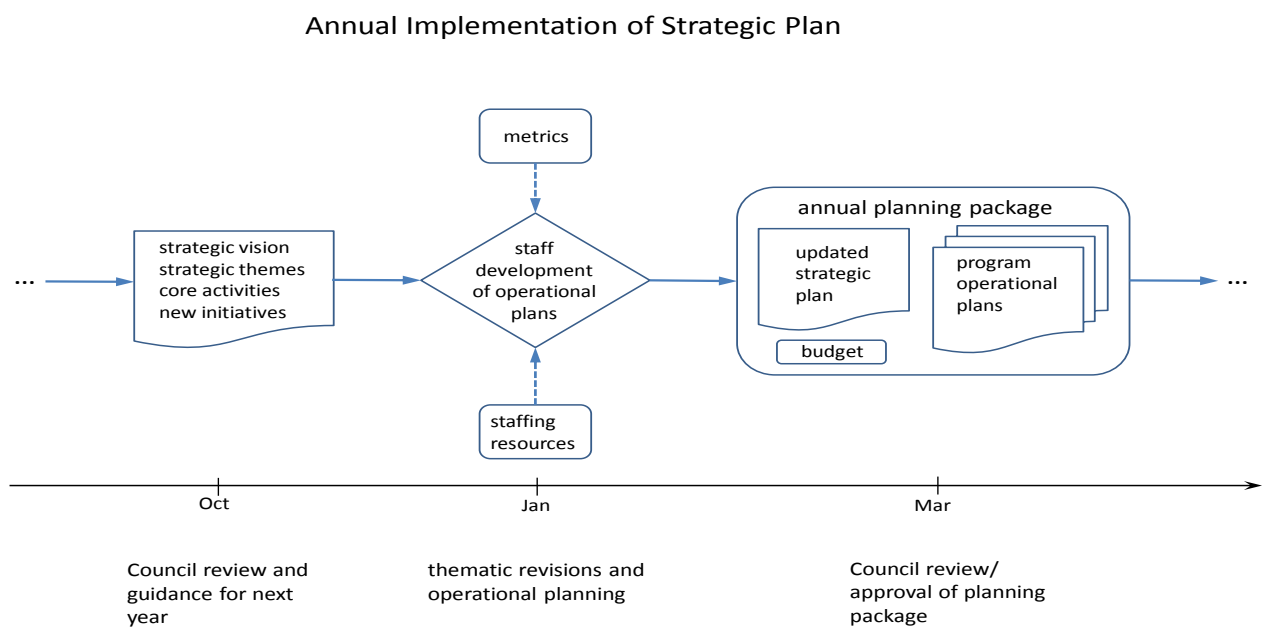 Annual Implementation of Strategic Plan
metrics
...
strategic vision
strategic themes
core activities
new initiatives
staff
development
of operational
plans
staffing
resources
annual planning package
updated
strategic
plan
budget
program
operational
plans
...
Oct
Jan
Mar
Council review and
guidance for next
year
thematic revisions and
operational planning
Council review/
approval of planning
package